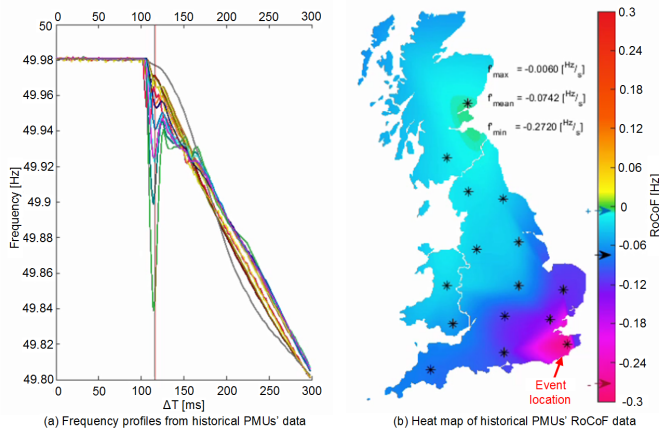 0 50 100 150 200 250 300
50
49.98
49.96
49.94
49.92
49.9
49.88
49.86
49.84
49.82
49.80
Frequency [Hz]
0 50 100 150 200 250 300
ΔT [ms]
(a) Frequency profiles from historical PMUs' data
f'max = -0.0060 [Hz/s]
f'mean = -0.0742 [Hz/s]
f'min = -0.2720 [Hz/s]
Event
location
0.3
0.24
0.18
0.12
0.06
0
-0.06
-0.12
-0.18
-0.24
-0.3
RoCoF [Hz]
(b) Heat map of historical PMUs' RoCoF data